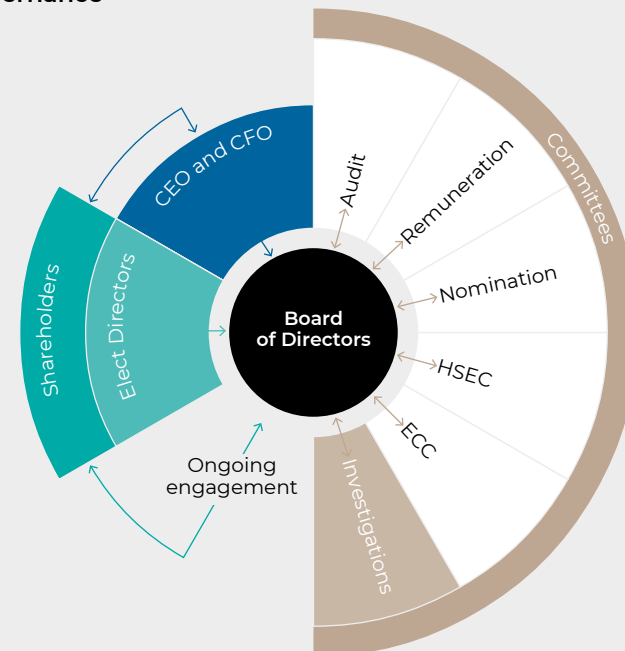 CEO and CFO
Shareholders
Elect Directors
Board
of Directors
Ongoing
engagement
Audit
Remuneration
Nomination
HSEC
ECC
Investigations
Committees